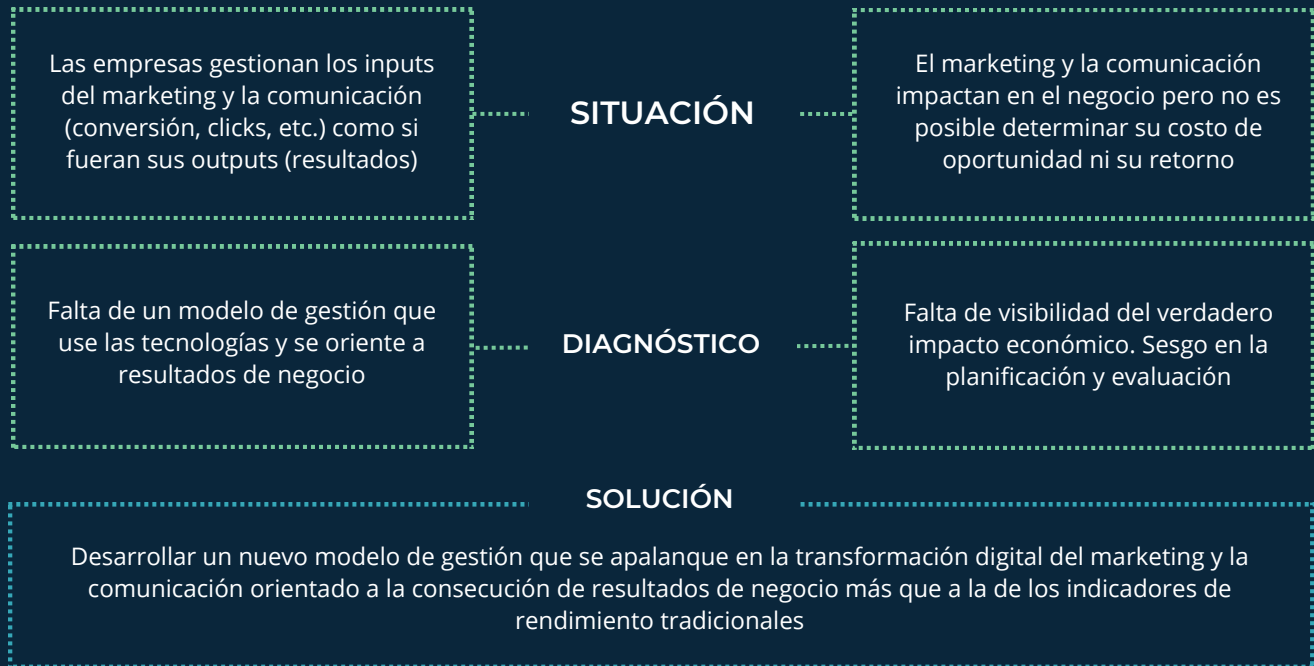 Las empresas gestionan los inputs
del marketing y la comunicación
(conversión, clicks, etc.) como si
fueran sus outputs (resultados)
SITUACIÓN
El marketing y la comunicación
impactan en el negocio pero no es
posible determinar su costo de
oportunidad ni su retorno
Falta de un modelo de gestión que
use las tecnologías y se oriente a
resultados de negocio
DIAGNÓSTICO
Falta de visibilidad del verdadero
impacto económico. Sesgo en la
planificación y evaluación
SOLUCIÓN
Desarrollar un nuevo modelo de gestión que se apalanque en la transformación digital del marketing y la
comunicación orientado a la consecución de resultados de negocio más que a la de los indicadores de
rendimiento tradicionales